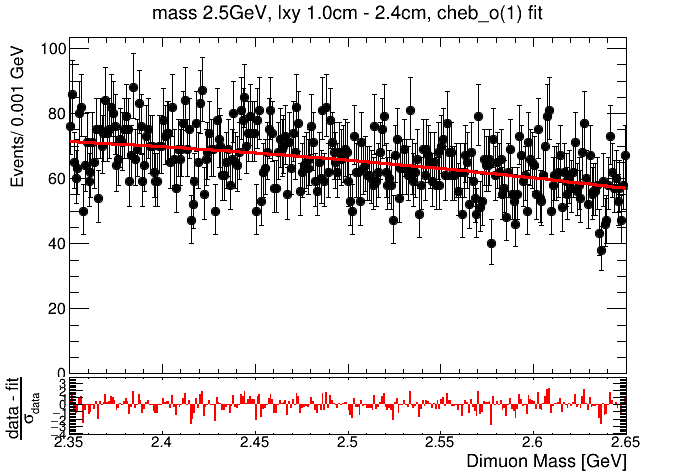 mass 2.5GeV, lxy 1.0cm - 2.4cm, cheb_o(1) fit
Events/ 0.001 GeV
100
80
60
40
20
0
data - fit
σdata
3
2
1
0
−1
−2
−3
−4
2.35 2.4 2.45 2.5 2.55 2.6 2.65
Dimuon Mass [GeV]